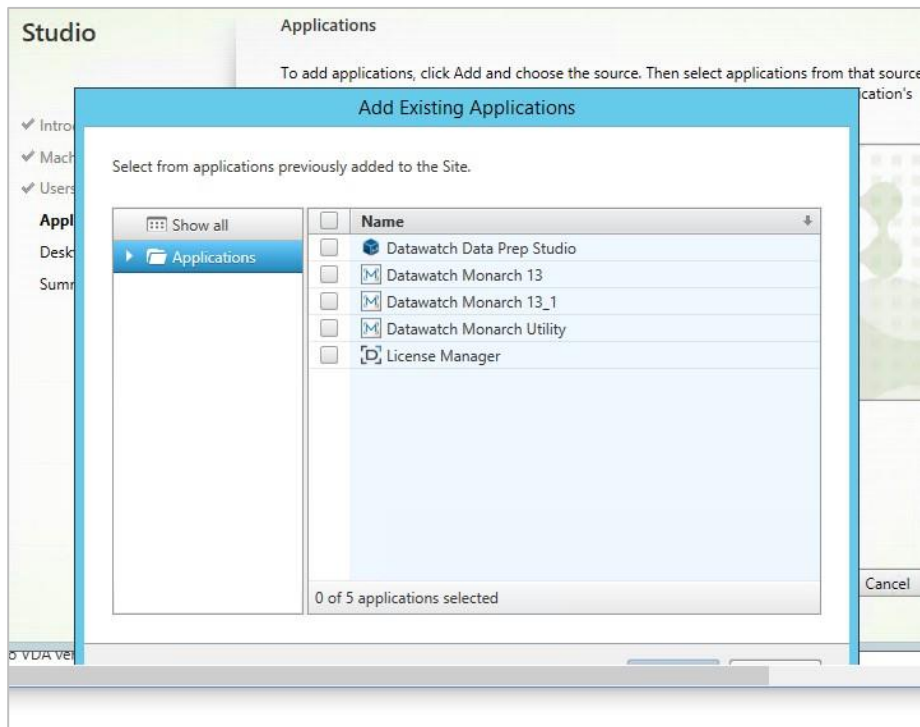 Studio
Applications
To add applications, click Add and choose the source. Then select applications from that source
ication's
Intro
Mach
Users
Appl
Desk
Summ
Add Existing Applications
Select from applications previously added to the Site.
Show all
Applications
Name
Datawatch Data Prep Studio
Datawatch Monarch 13
Datawatch Monarch 13_1
Datawatch Monarch Utility
License Manager
0 of 5 applications selected
Cancel
VDA ver